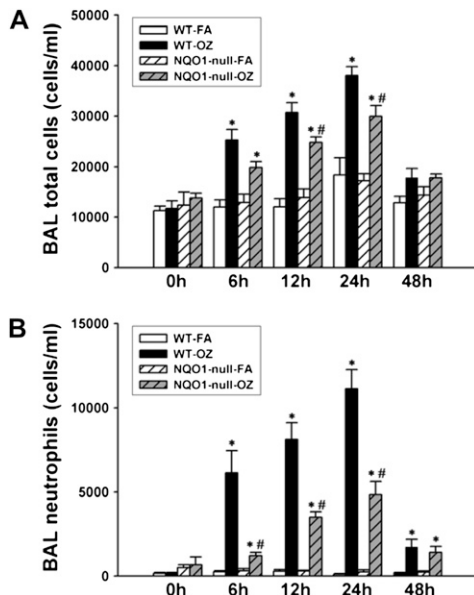 A
WT-FA
WT-OZ
NQO1-null-FA
NQO1-null-OZ
BAL total cells (cells/ml)
50000
40000
30000
20000
10000
0
* * * * # * * #
0h 6h 12h 24h 48h
B
WT-FA
WT-OZ
NQO1-null-FA
NQO1-null-OZ
BAL neutrophils (cells/ml)
15000
10000
5000
0
* * # * * # * * # * *
0h 6h 12h 24h 48h